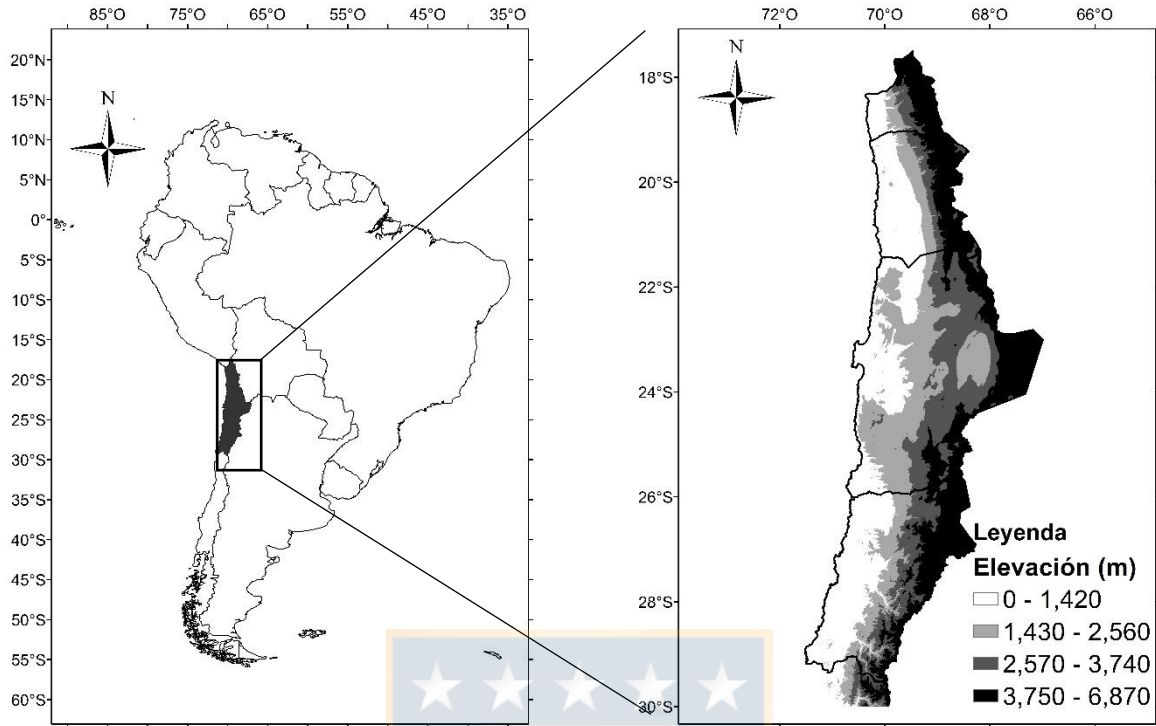 85°O 75°O 65°O 55°O 45°O 35°O
20°N
15°N
10°N
5°N
0°
5°S
10°S
15°S
20°S
25°S
30°S
35°S
40°S
45°S
50°S
55°S
60°S
N
72°O 70°O 68°O 66°O
18°S
20°S
22°S
24°S
26°S
28°S
30°S
N
Leyenda
Elevación (m)
0 - 1,420
1,430 - 2,560
2,570 - 3,740
3,750 - 6,870